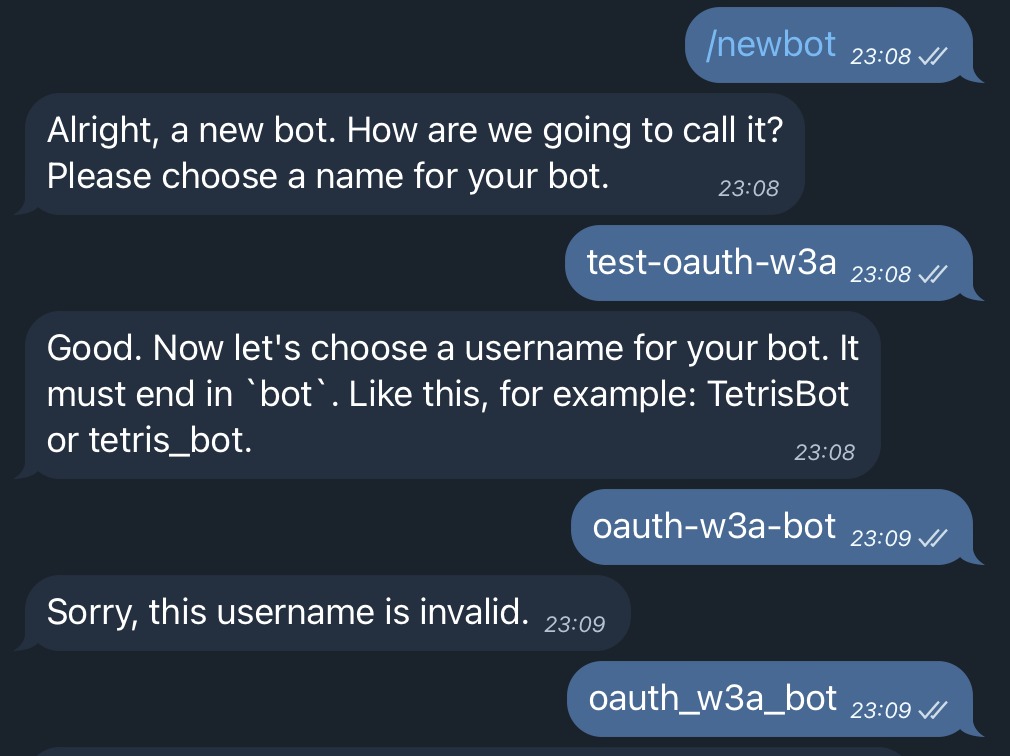 /newbot 23:08
Alright, a new bot. How are we going to call it?
Please choose a name for your bot. 23:08
test-oauth-w3a 23:08
Good. Now let's choose a username for your bot. It
must end in `bot`. Like this, for example: TetrisBot
or tetris_bot. 23:08
oauth-w3a-bot 23:09
Sorry, this username is invalid. 23:09
oauth_w3a_bot 23:09